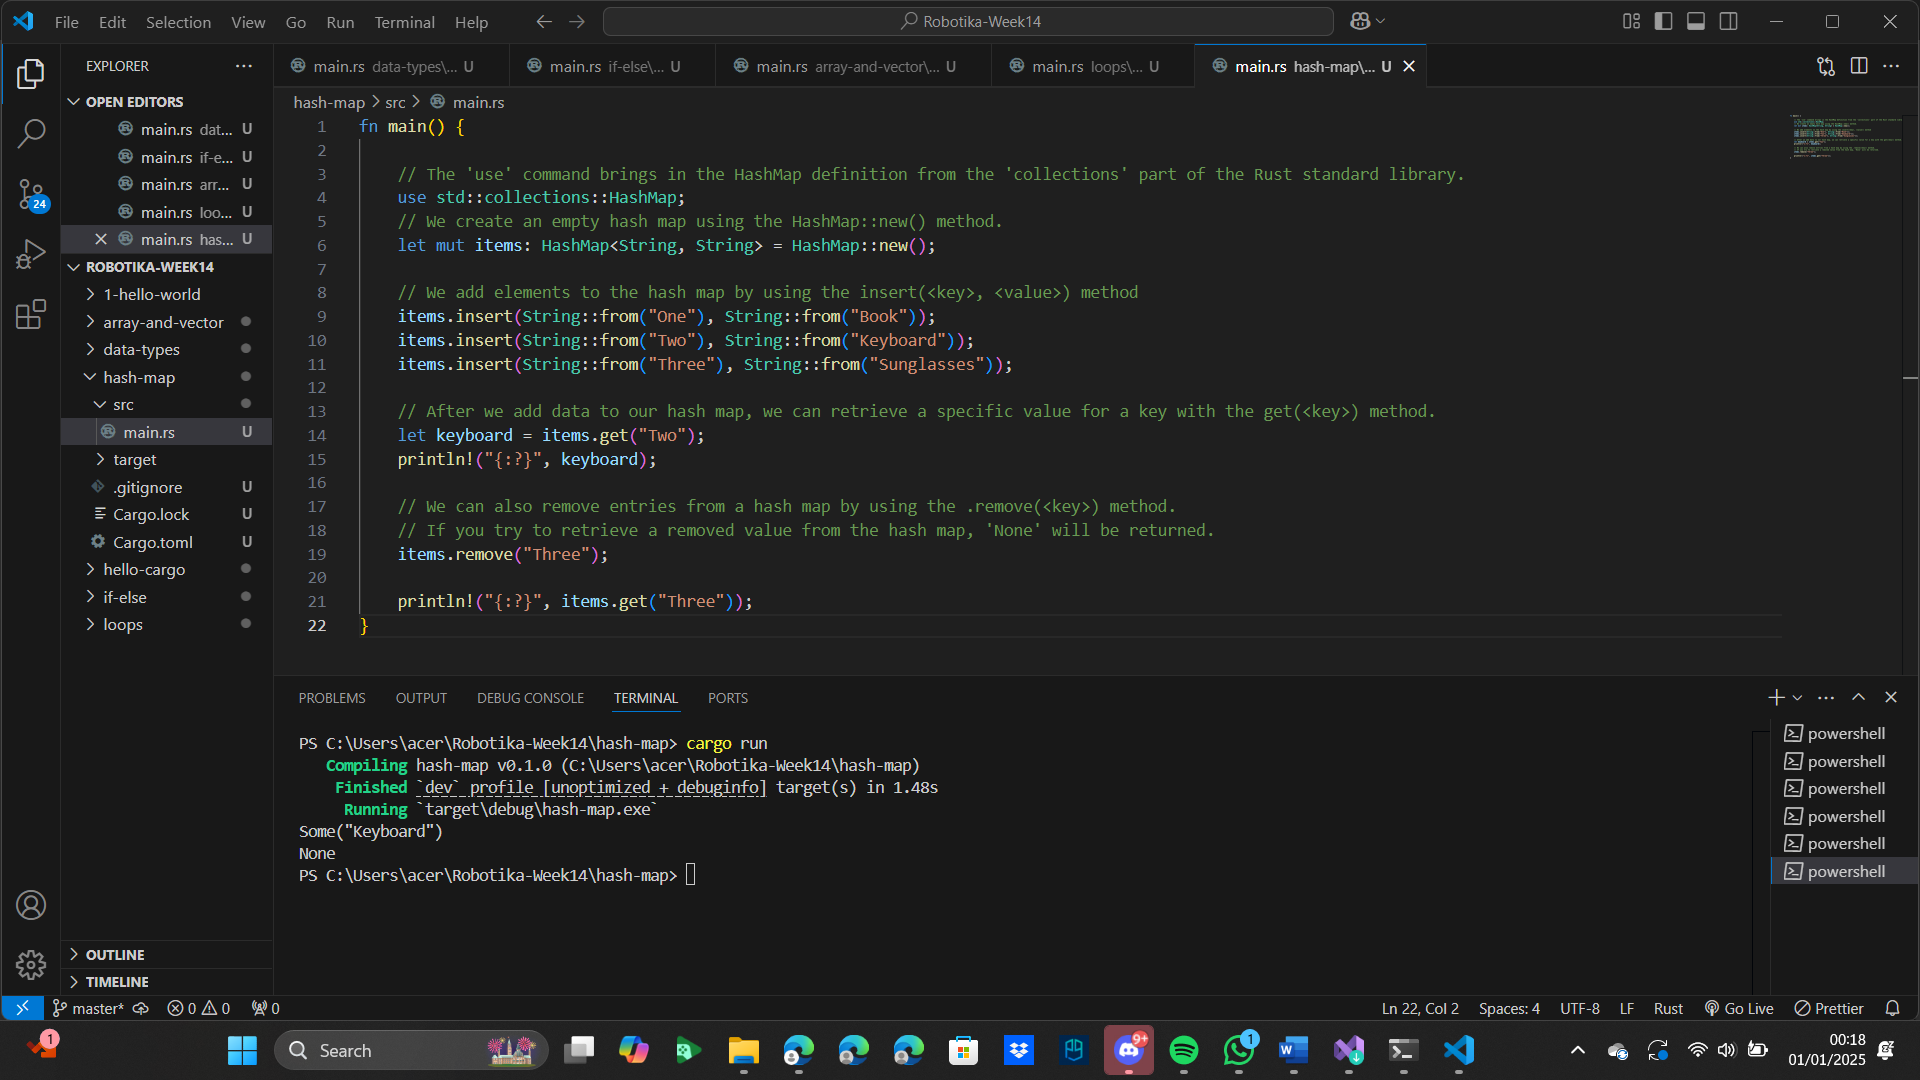 File Edit Selection View Go Run Terminal Help
Robotika-Week14
EXPLORER
OPEN EDITORS
main.rs dat... U
main.rs if-e... U
main.rs arr... U
main.rs loo... U
main.rs has... U
ROBOTIKA-WEEK14
1-hello-world
array-and-vector
data-types
hash-map
src
main.rs U
target
.gitignore U
Cargo.lock U
Cargo.toml U
hello-cargo
if-else
loops
OUTLINE
TIMELINE
24
main.rs data-types\... U
main.rs if-else\... U
main.rs array-and-vector\... U
main.rs loops\... U
main.rs hash-map\... U
hash-map > src > main.rs
1 fn main() {
2
3 // The 'use' command brings in the HashMap definition from the 'collections' part of the Rust standard library.
4 use std::collections::HashMap;
5 // We create an empty hash map using the HashMap::new() method.
6 let mut items: HashMap<String, String> = HashMap::new();
7
8 // We add elements to the hash map by using the insert(<key>, <value>) method
9 items.insert(String::from("One"), String::from("Book"));
10 items.insert(String::from("Two"), String::from("Keyboard"));
11 items.insert(String::from("Three"), String::from("Sunglasses"));
12
13 // After we add data to our hash map, we can retrieve a specific value for a key with the get(<key>) method.
14 let keyboard = items.get("Two");
15 println!("{:?}", keyboard);
16
17 // We can also remove entries from a hash map by using the .remove(<key>) method.
18 // If you try to retrieve a removed value from the hash map, 'None' will be returned.
19 items.remove("Three");
20
21 println!("{:?}", items.get("Three"));
22 }
PROBLEMS OUTPUT DEBUG CONSOLE TERMINAL PORTS
PS C:\Users\acer\Robotika-Week14\hash-map> cargo run
Compiling hash-map v0.1.0 (C:\Users\acer\Robotika-Week14\hash-map)
Finished `dev` profile [unoptimized + debuginfo] target(s) in 1.48s
Running `target\debug\hash-map.exe`
Some("Keyboard")
None
PS C:\Users\acer\Robotika-Week14\hash-map>
powershell
powershell
powershell
powershell
powershell
powershell
master* 0 0 0
Ln 22, Col 2 Spaces: 4 UTF-8 LF Rust Go Live Prettier
1
Search
9+
1
00:18
01/01/2025